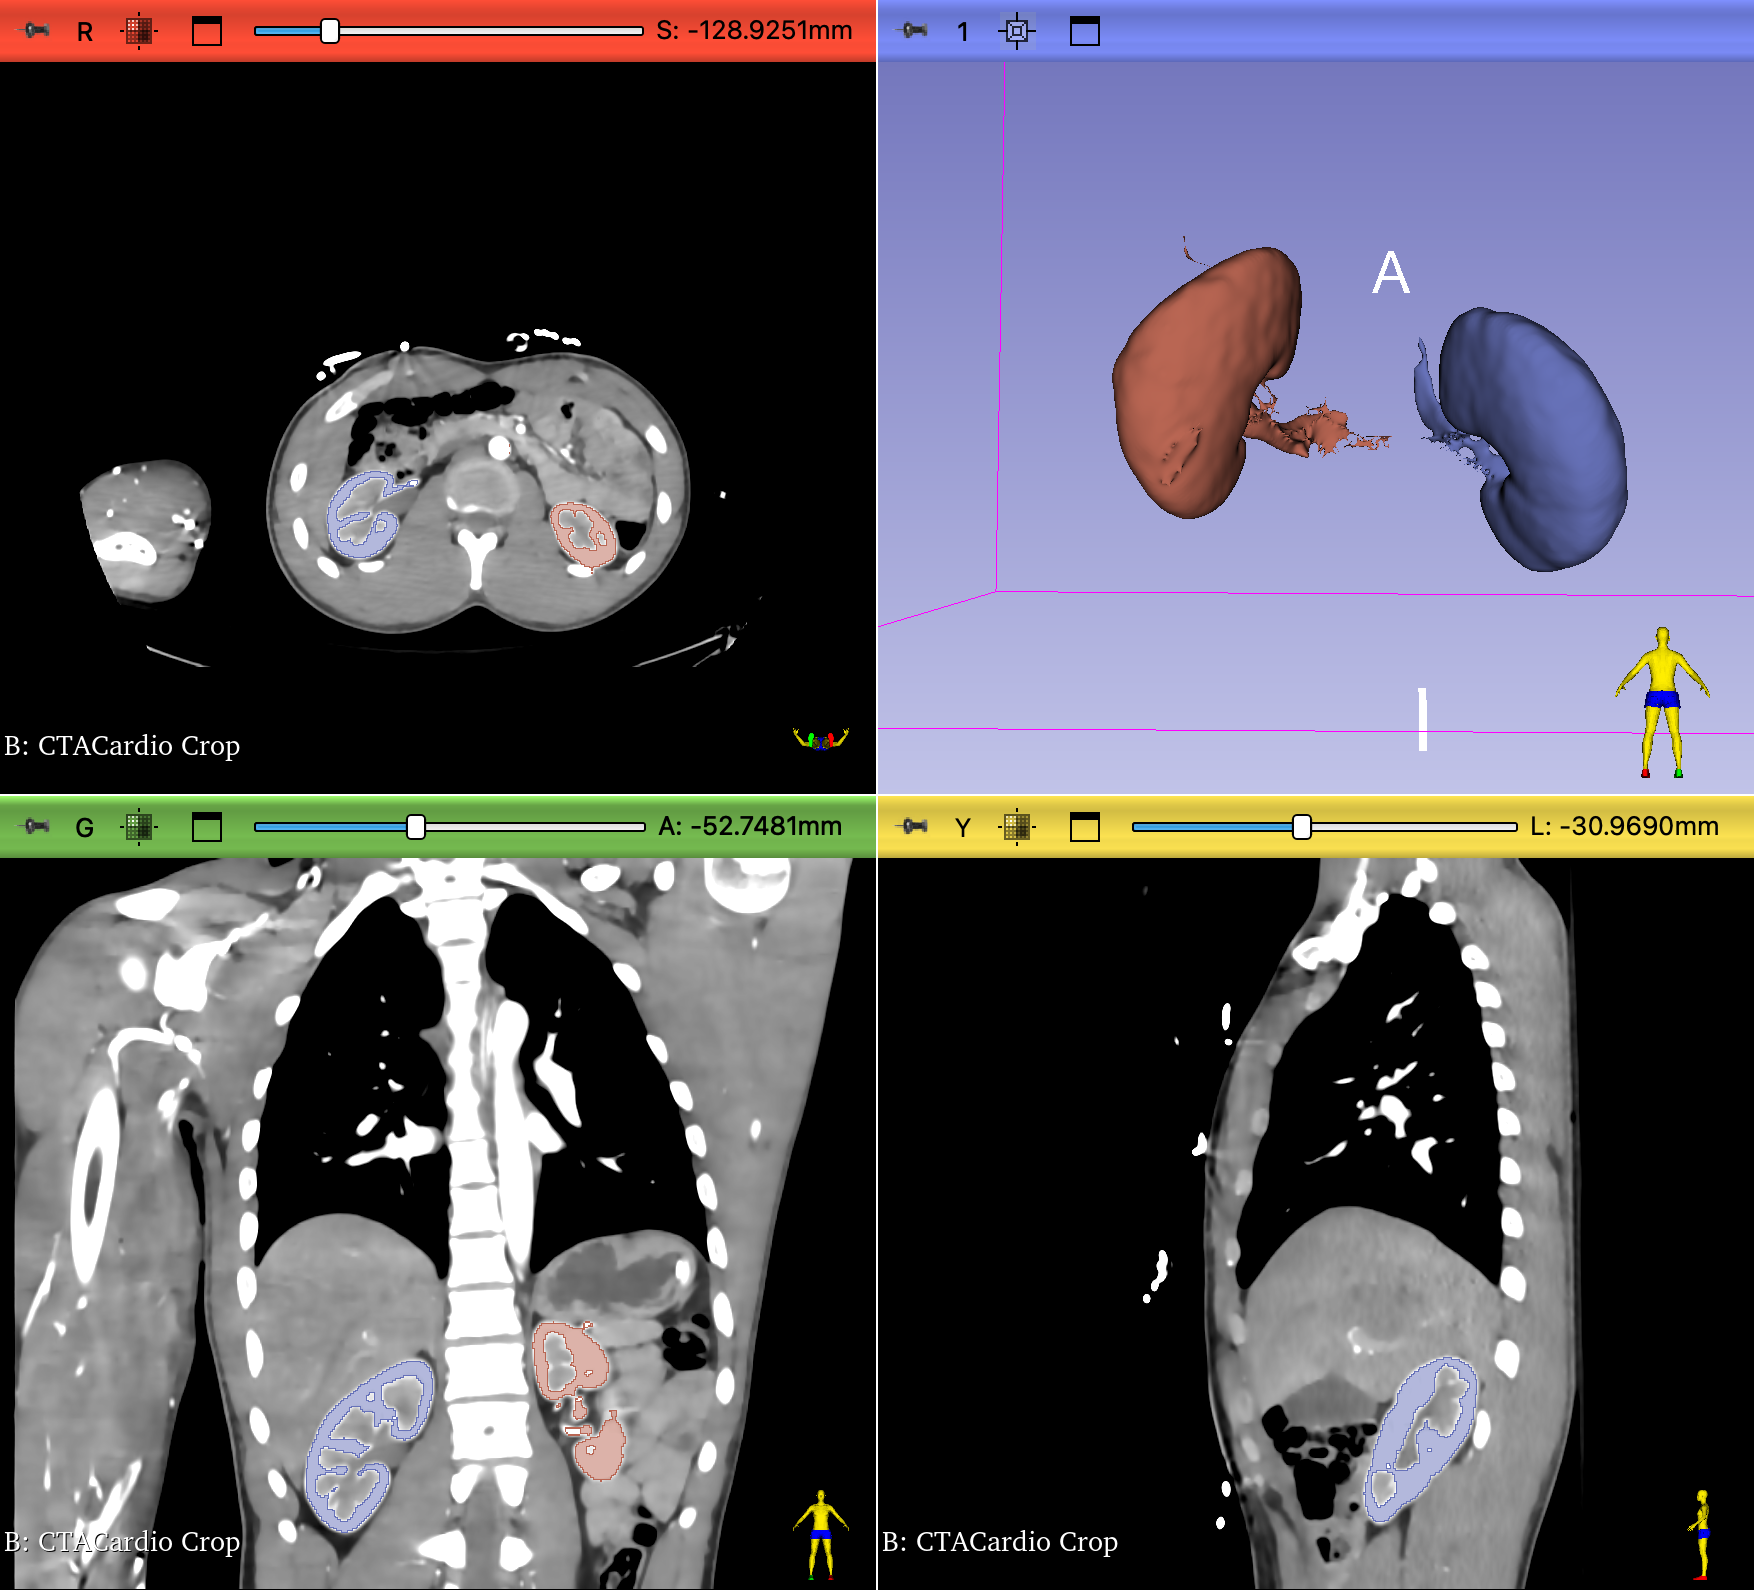 R S: -128.9251mm
1
A
I
B: CTACardio Crop
G A: -52.7481mm
Y L: -30.9690mm
B: CTACardio Crop
B: CTACardio Crop